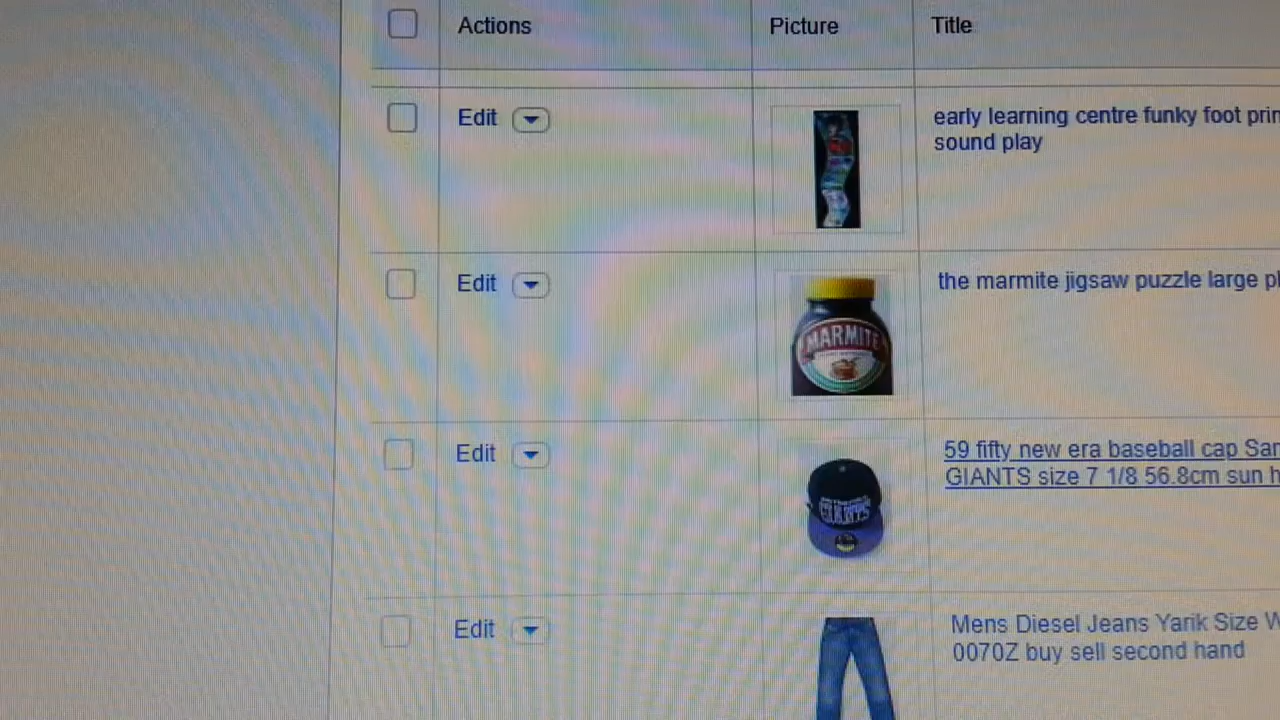 Actions Picture Title
Edit
early learning centre funky foot
sound play
Edit
MARMITE
the marmite jigsaw puzzle large
Edit
GIANTS
59 fifty new era baseball cap
GIANTS size 7 1/8 56.8cm sun
Edit
Mens Diesel Jeans Yarik Size
0070Z buy sell second hand